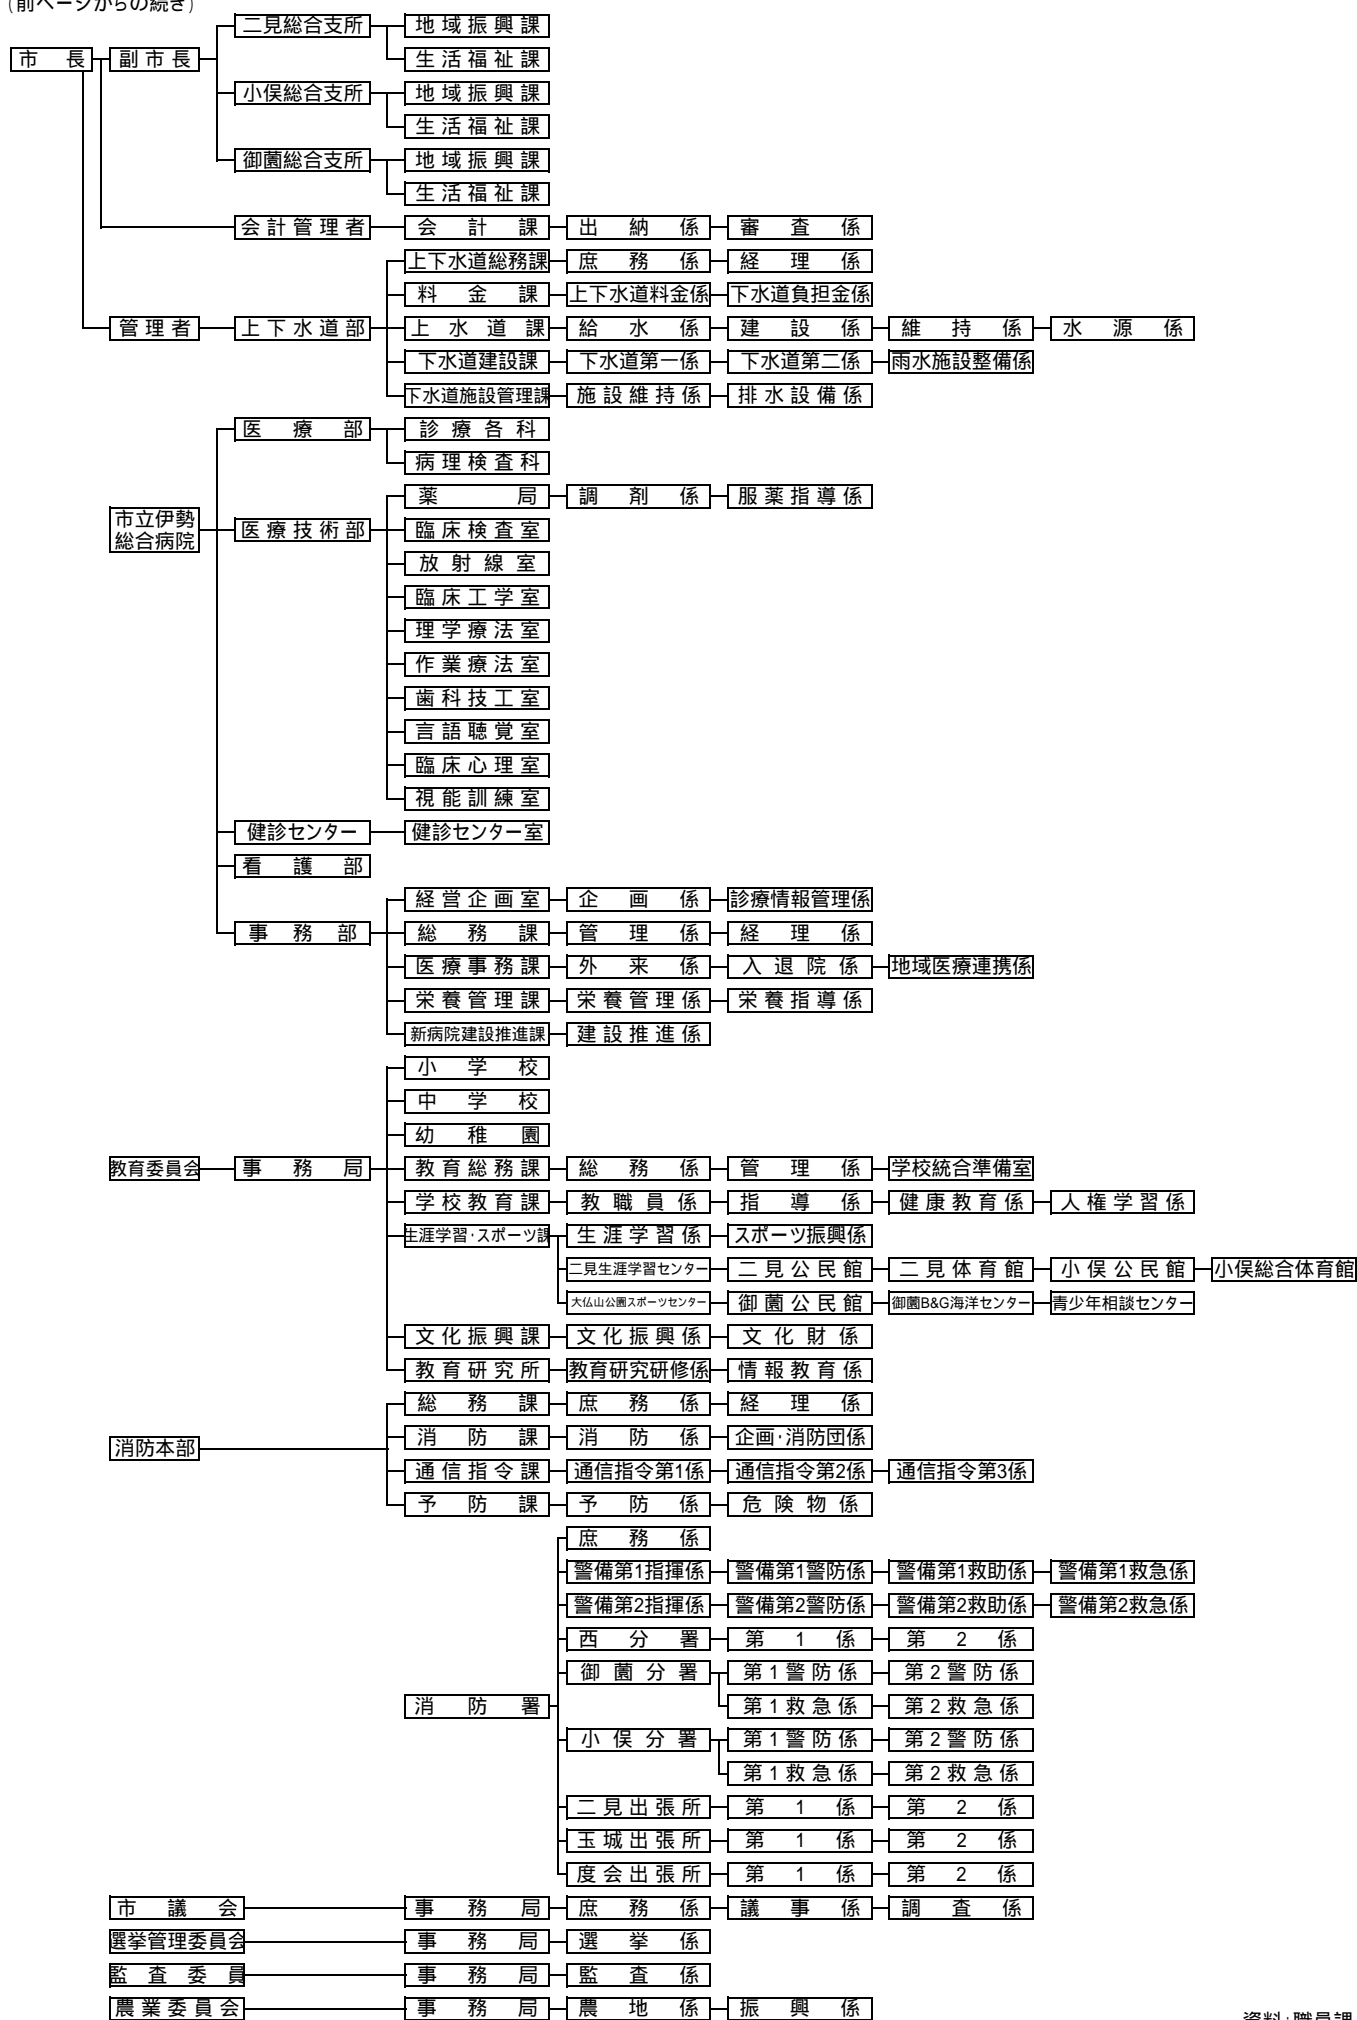 (前ページからの続き)
二見総合支所 地域振興課
市長 副市長 生活福祉課
小俣総合支所 地域振興課
生活福祉課
御薗総合支所 地域振興課
生活福祉課
会計管理者 会計課 出納係 審査係
上下水道総務課 庶務係 経理係
料金課 上下水道料金係 下水道負担金係
管理者 上下水道部 上水道課 給水係 建設係 維持係 水源係
下水道建設課 下水道第一係 下水道第二係 雨水施設整備係
下水道施設管理課 施設維持係 排水設備係
医療部 診療各科
病理検査科
薬局 調剤係 服薬指導係
市立伊勢
総合病院 医療技術部 臨床検査室
放射線室
臨床工学室
理学療法室
作業療法室
歯科技工室
言語聴覚室
臨床心理室
視能訓練室
健診センター 健診センター室
看護部
経営企画室 企画係 診療情報管理係
事務部 総務課 管理係 経理係
医療事務課 外来係 入退院係 地域医療連携係
栄養管理課 栄養管理係 栄養指導係
新病院建設推進課 建設推進係
小学校
中学校
幼稚園
教育委員会 事務局 教育総務課 総務係 管理係 学校統合準備室
学校教育課 教職員係 指導係 健康教育係 人権学習係
生涯学習・スポーツ課 生涯学習係 スポーツ振興係
二見生涯学習センター 二見公民館 二見体育館 小俣公民館 小俣総合体育館
大仏山公園スポーツセンター 御薗公民館 御薗B&G海洋センター 青少年相談センター
文化振興課 文化振興係 文化財係
教育研究所 教育研究研修係 情報教育係
総務課 庶務係 経理係
消防本部 消防課 消防係 企画・消防団係
通信指令課 通信指令第1係 通信指令第2係 通信指令第3係
予防課 予防係 危険物係
庶務係
警備第1指揮係 警備第1警防係 警備第1救助係 警備第1救急係
警備第2指揮係 警備第2警防係 警備第2救助係 警備第2救急係
西分署 第1係 第2係
御薗分署 第1警防係 第2警防係
消防署 第1救急係 第2救急係
小俣分署 第1警防係 第2警防係
第1救急係 第2救急係
二見出張所 第1係 第2係
玉城出張所 第1係 第2係
度会出張所 第1係 第2係
市議会 事務局 庶務係 議事係 調査係
選挙管理委員会 事務局 選挙係
監査委員 事務局 監査係
農業委員会 事務局 農地係 振興係
資料:職員課